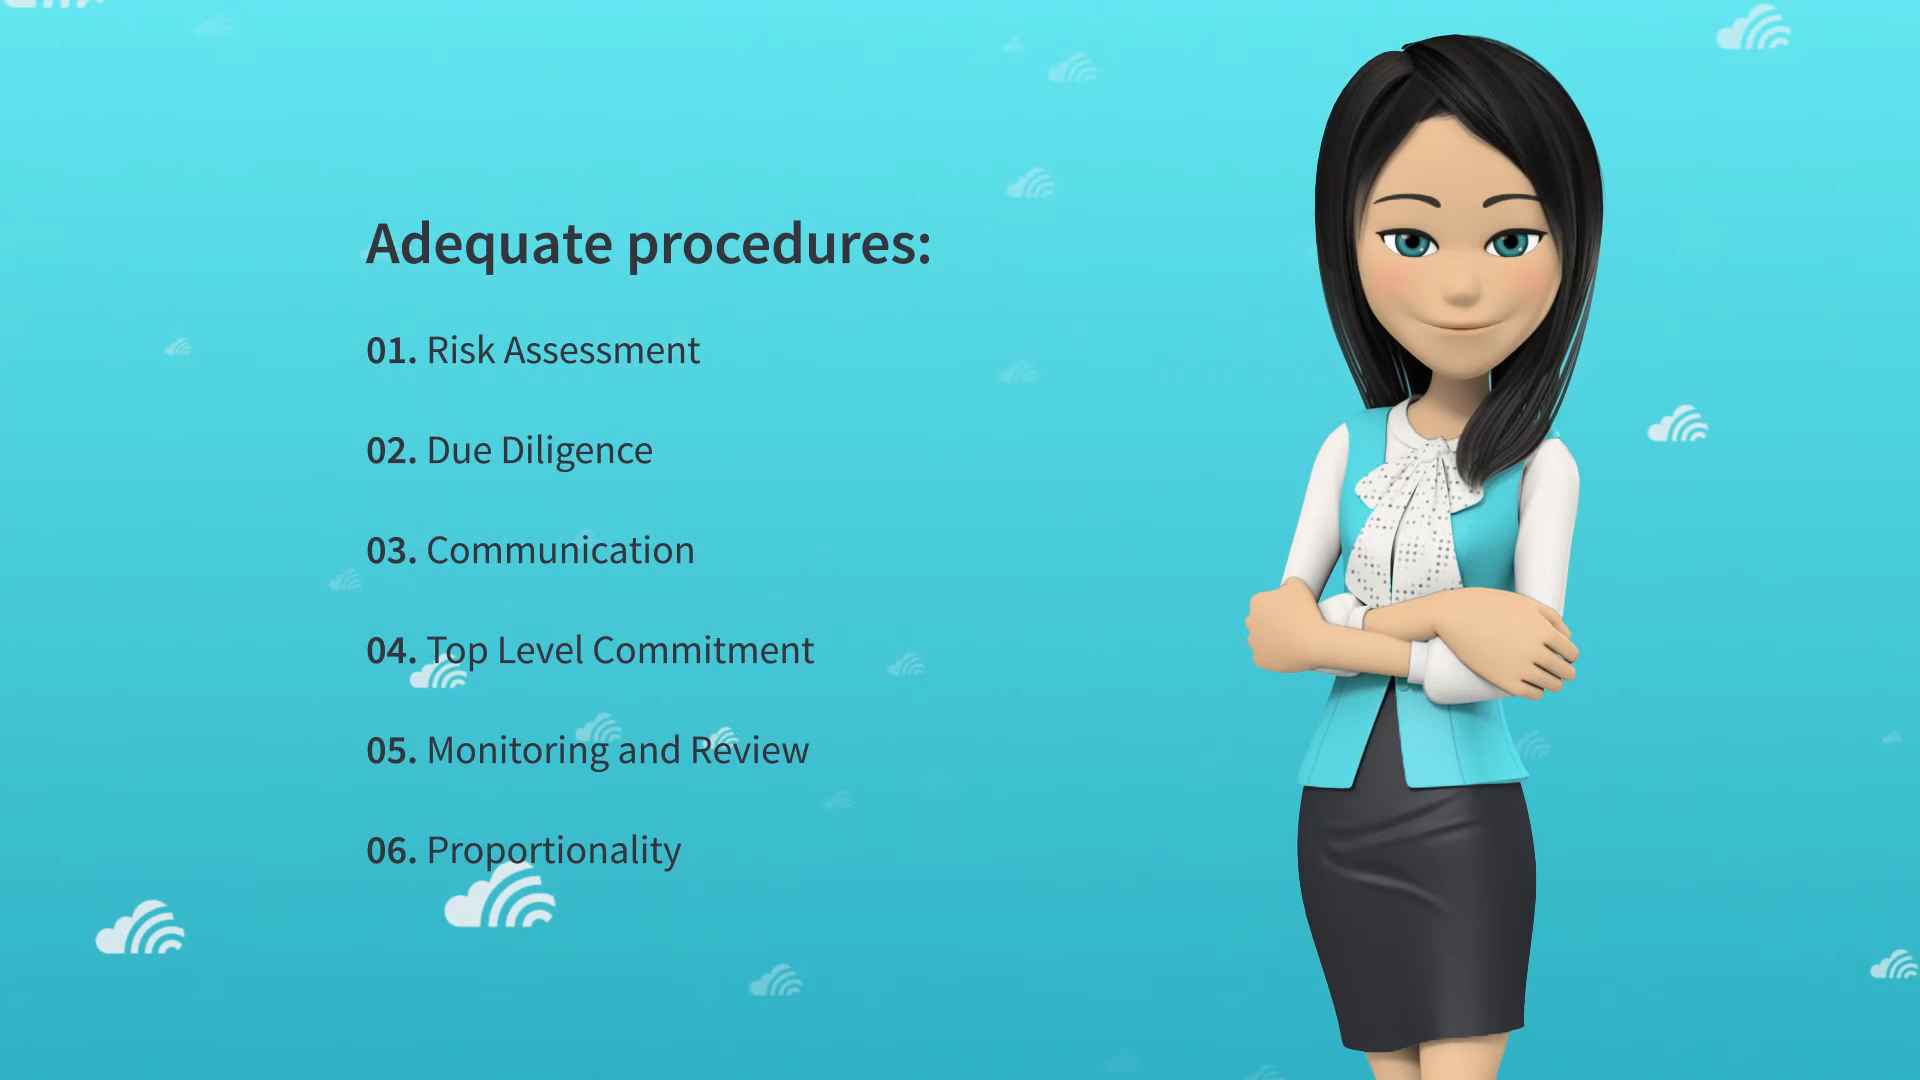 Adequate procedures:
01. Risk Assessment
02. Due Diligence
03. Communication
04. Top Level Commitment
05. Monitoring and Review
06. Proportionality